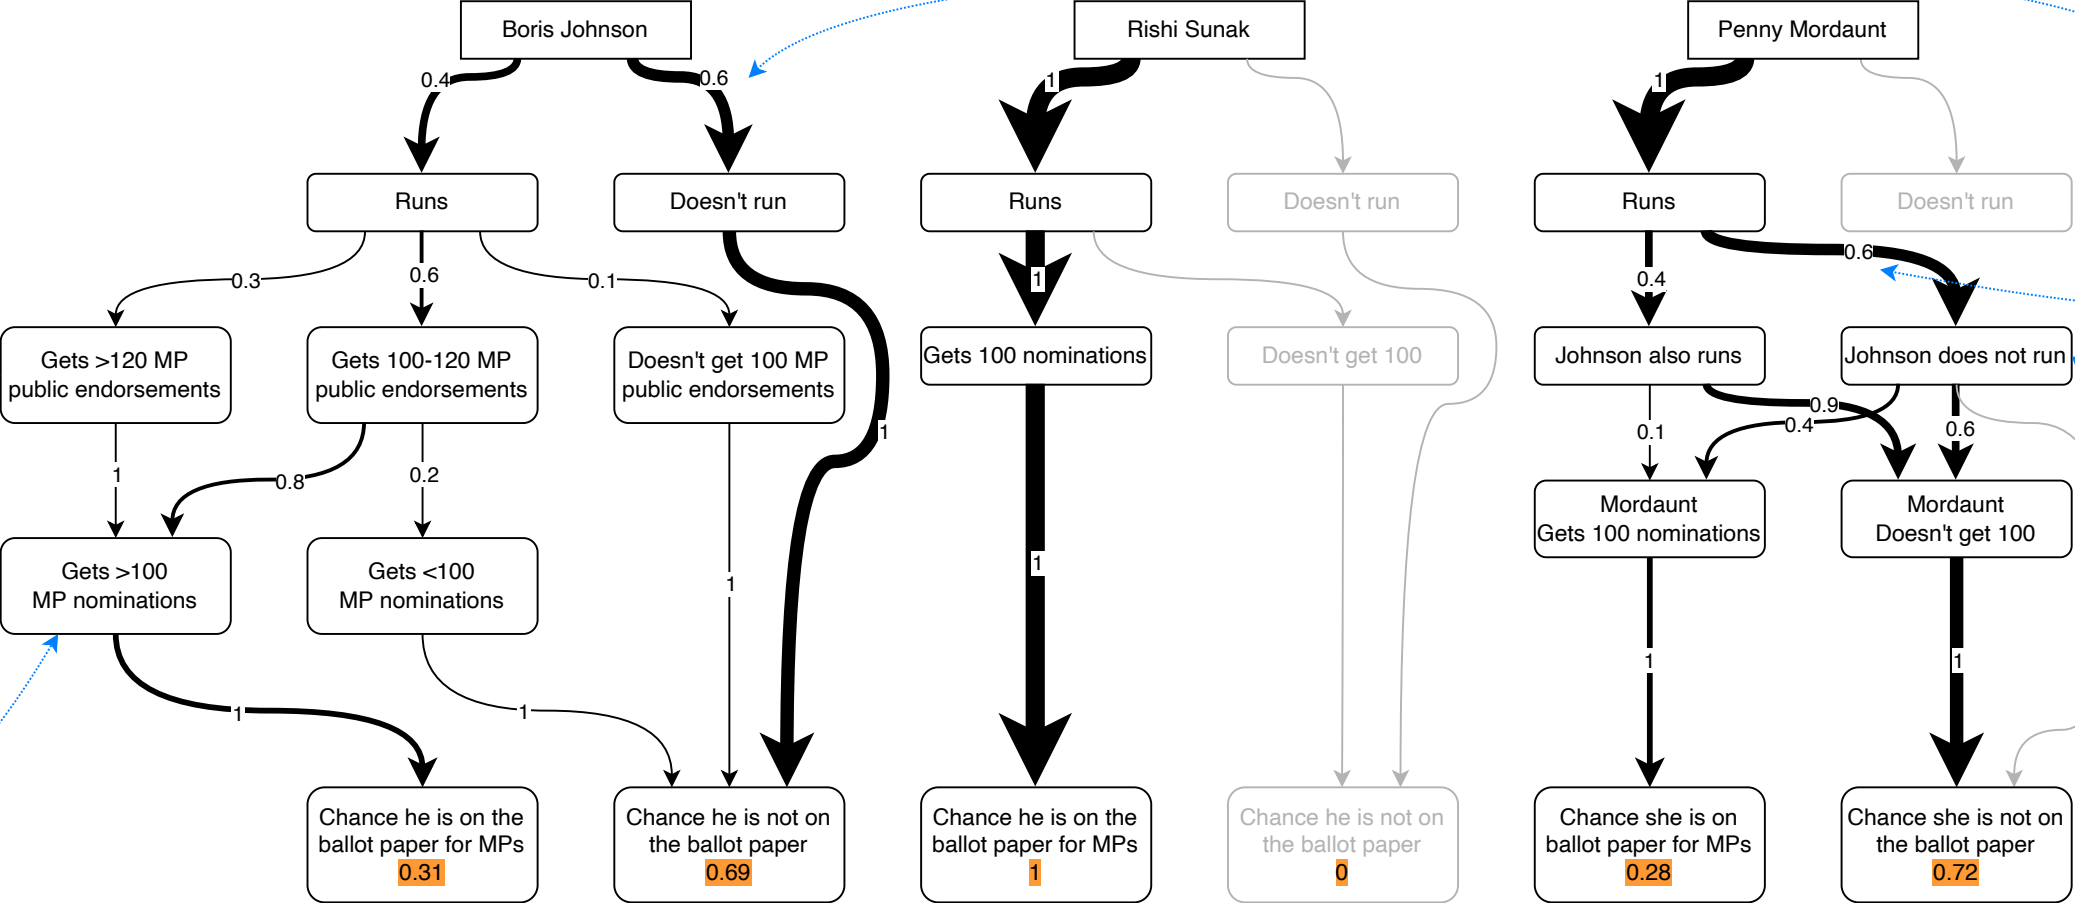 Boris Johnson
Rishi Sunak
Penny Mordaunt
0.4
0.6
1
1
Runs
Doesn't run
Runs
Doesn't run
Runs
Doesn't run
0.3
0.6
0.1
1
0.4
0.6
Gets >120 MP
public endorsements
Gets 100-120 MP
public endorsements
Doesn't get 100 MP
public endorsements
Gets 100 nominations
Doesn't get 100
Johnson also runs
Johnson does not run
1
0.8
0.2
1
0.1
0.9
0.4
0.6
Mordaunt
Gets 100 nominations
Mordaunt
Doesn't get 100
Gets >100
MP nominations
Gets <100
MP nominations
1
1
1
1
1
1
Chance he is on the
ballot paper for MPs
0.31
Chance he is not on
the ballot paper
0.69
Chance he is on the
ballot paper for MPs
1
Chance he is not on
the ballot paper
0
Chance she is on
ballot paper for MPs
0.28
Chance she is not on
the ballot paper
0.72